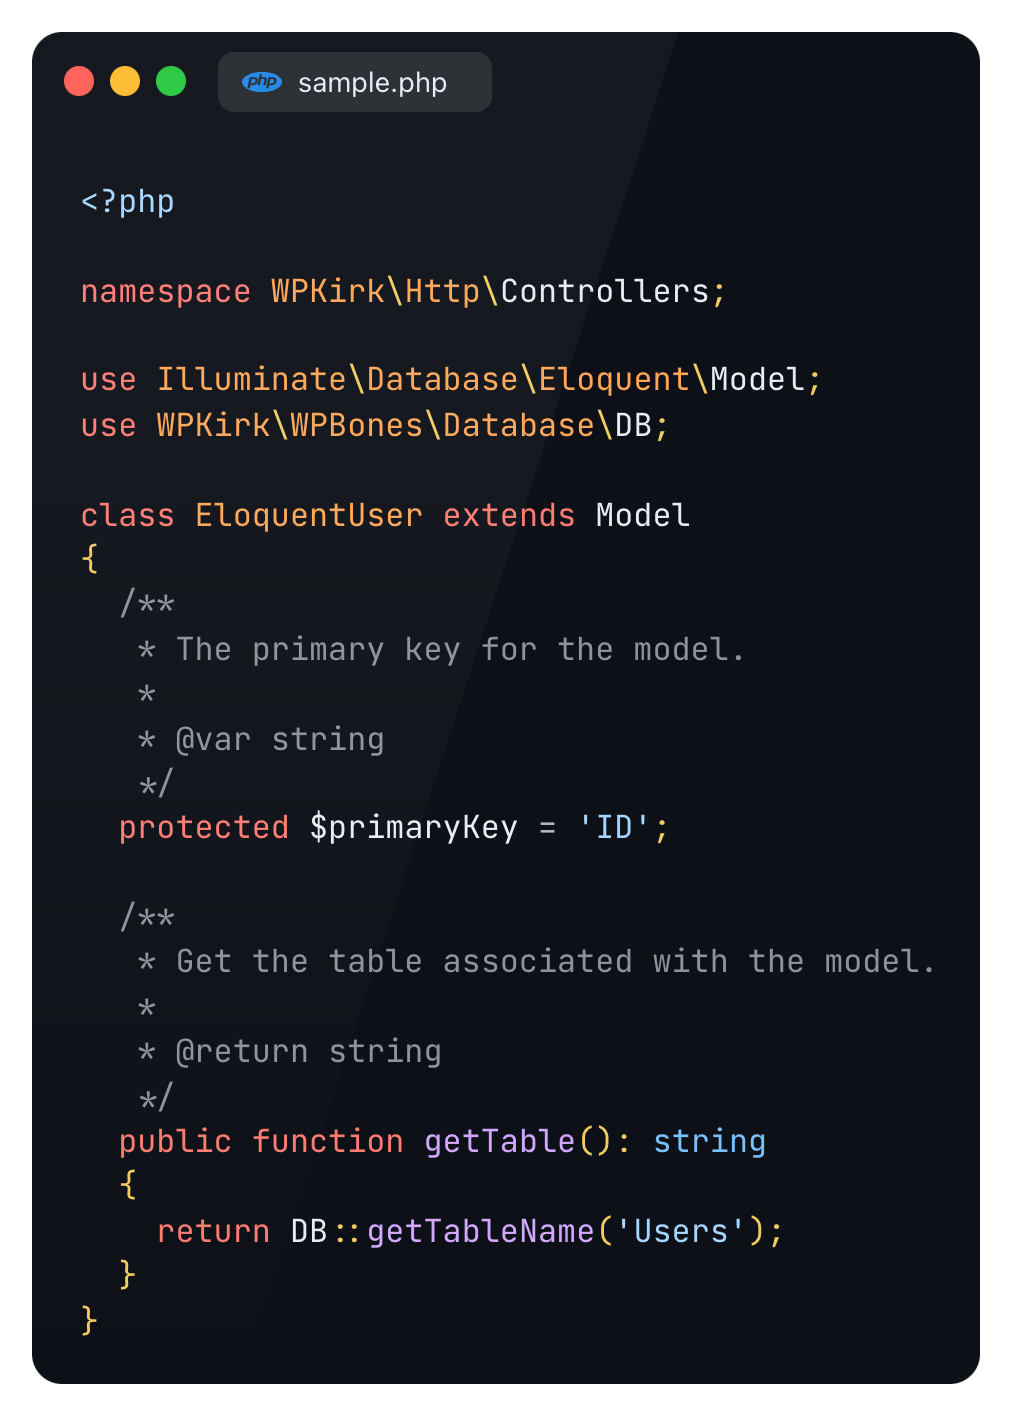 php sample.php
<?php

namespace WPKirk\Http\Controllers;

use Illuminate\Database\Eloquent\Model;
use WPKirk\WPBones\Database\DB;

class EloquentUser extends Model
{
  /**
   * The primary key for the model.
   *
   * @var string
   */
  protected $primaryKey = 'ID';

  /**
   * Get the table associated with the model.
   *
   * @return string
   */
  public function getTable(): string
  {
    return DB::getTableName('Users');
  }
}